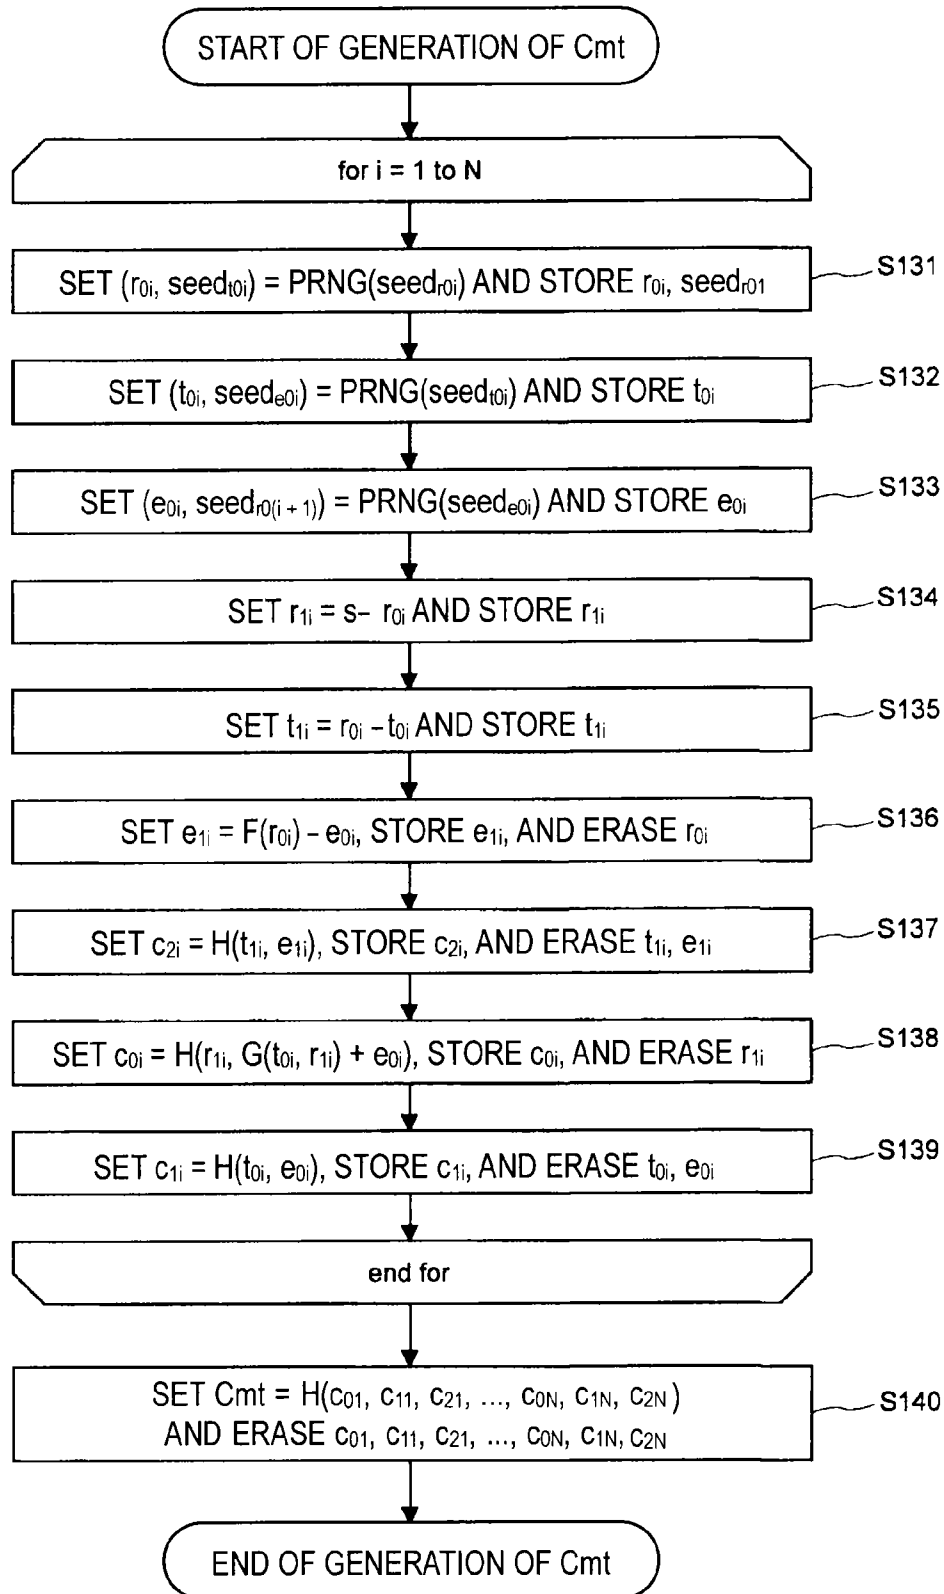 START OF GENERATION OF Cmt
for i = 1 to N
SET (r0i, seedt0i) = PRNG(seedr0i) AND STORE r0i, seedr01
S131
SET (t0i, seede0i) = PRNG(seedt0i) AND STORE t0i
S132
SET (e0i, seedr0(i + 1)) = PRNG(seede0i) AND STORE e0i
S133
SET r1i = s– r0i AND STORE r1i
S134
SET t1i = r0i – t0i AND STORE t1i
S135
SET e1i = F(r0i) – e0i, STORE e1i, AND ERASE r0i
S136
SET c2i = H(t1i, e1i), STORE c2i, AND ERASE t1i, e1i
S137
SET c0i = H(r1i, G(t0i, r1i) + e0i), STORE c0i, AND ERASE r1i
S138
SET c1i = H(t0i, e0i), STORE c1i, AND ERASE t0i, e0i
S139
end for
SET Cmt = H(c01, c11, c21, ..., c0N, c1N, c2N)
AND ERASE c01, c11, c21, ..., c0N, c1N, c2N
S140
END OF GENERATION OF Cmt